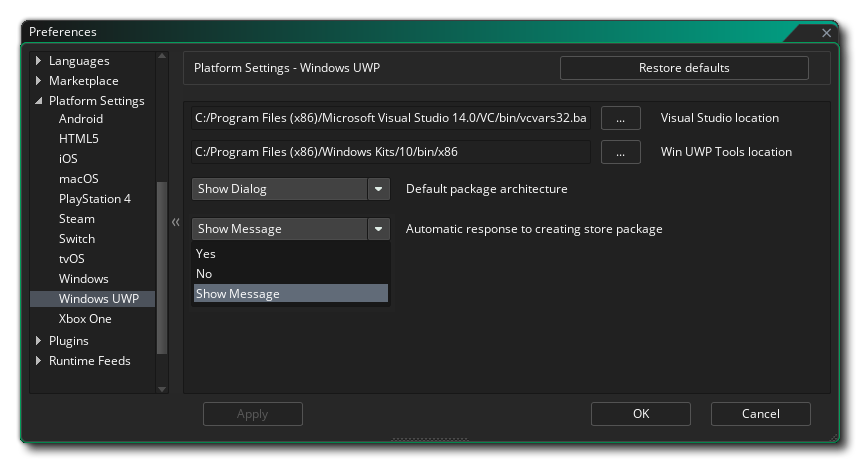 Preferences
Languages
Marketplace
Platform Settings
Android
HTML5
iOS
macOS
PlayStation 4
Steam
Switch
tvOS
Windows
Windows UWP
Xbox One
Plugins
Runtime Feeds
Platform Settings - Windows UWP
Restore defaults
C:/Program Files (x86)/Microsoft Visual Studio 14.0/VC/bin/vcvars32.ba
...
Visual Studio location
C:/Program Files (x86)/Windows Kits/10/bin/x86
...
Win UWP Tools location
Show Dialog
Default package architecture
Show Message
Automatic response to creating store package
Yes
No
Show Message
Apply
OK
Cancel